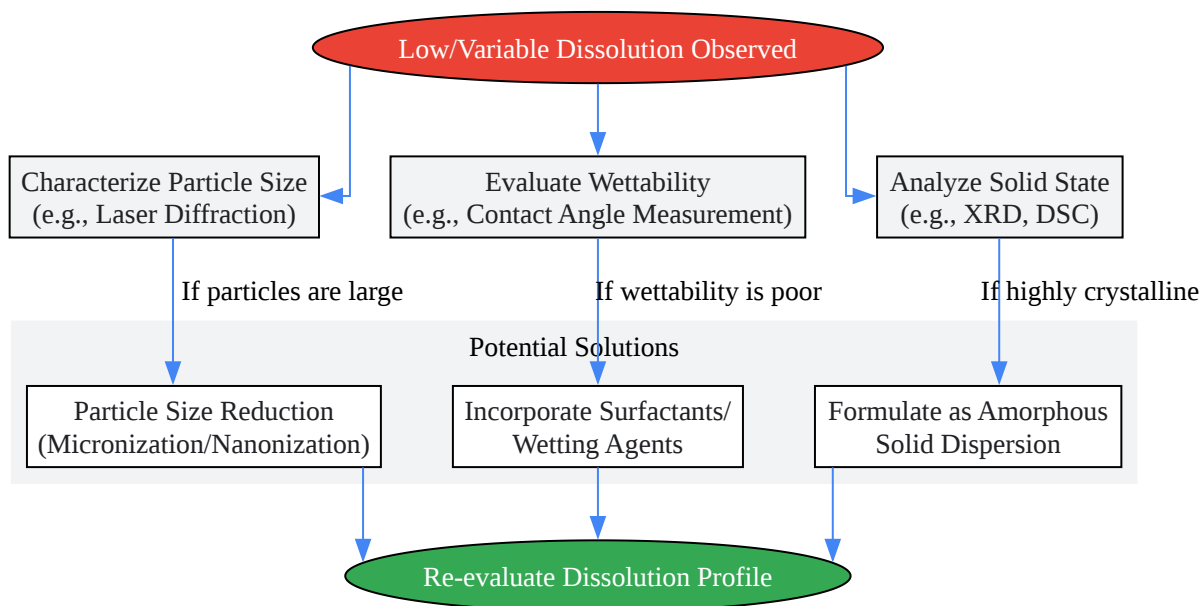 Low/Variable Dissolution Observed
Characterize Particle Size
(e.g., Laser Diffraction)
Evaluate Wettability
(e.g., Contact Angle Measurement)
Analyze Solid State
(e.g., XRD, DSC)
If particles are large
If wettability is poor
If highly crystalline
Potential Solutions
Particle Size Reduction
(Micronization/Nanonization)
Incorporate Surfactants/
Wetting Agents
Formulate as Amorphous
Solid Dispersion
Re-evaluate Dissolution Profile